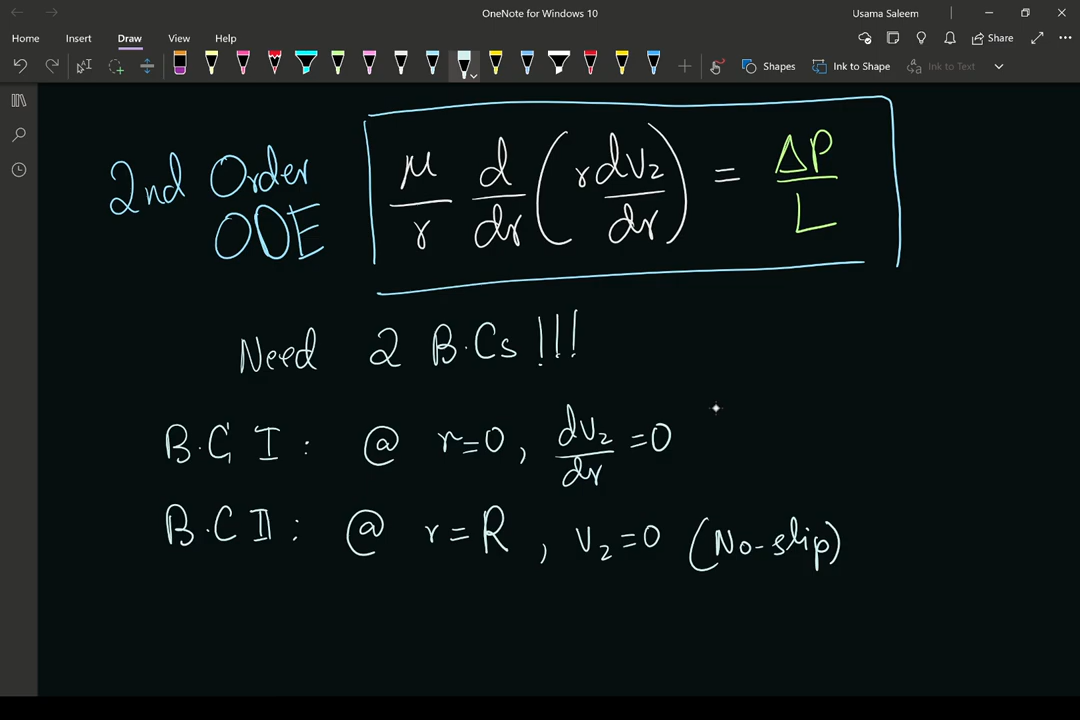 OneNote for Windows 10
Usama Saleem
Home Insert Draw View Help
Share
Shapes Ink to Shape Ink to Text
2nd Order ODE
μ/r d/dr (r dv_z/dr) = ΔP/L
Need 2 B.Cs !!!
B.C I : @ r=0, dv_z/dr =0
B.C II : @ r=R, v_z=0 (No-slip)